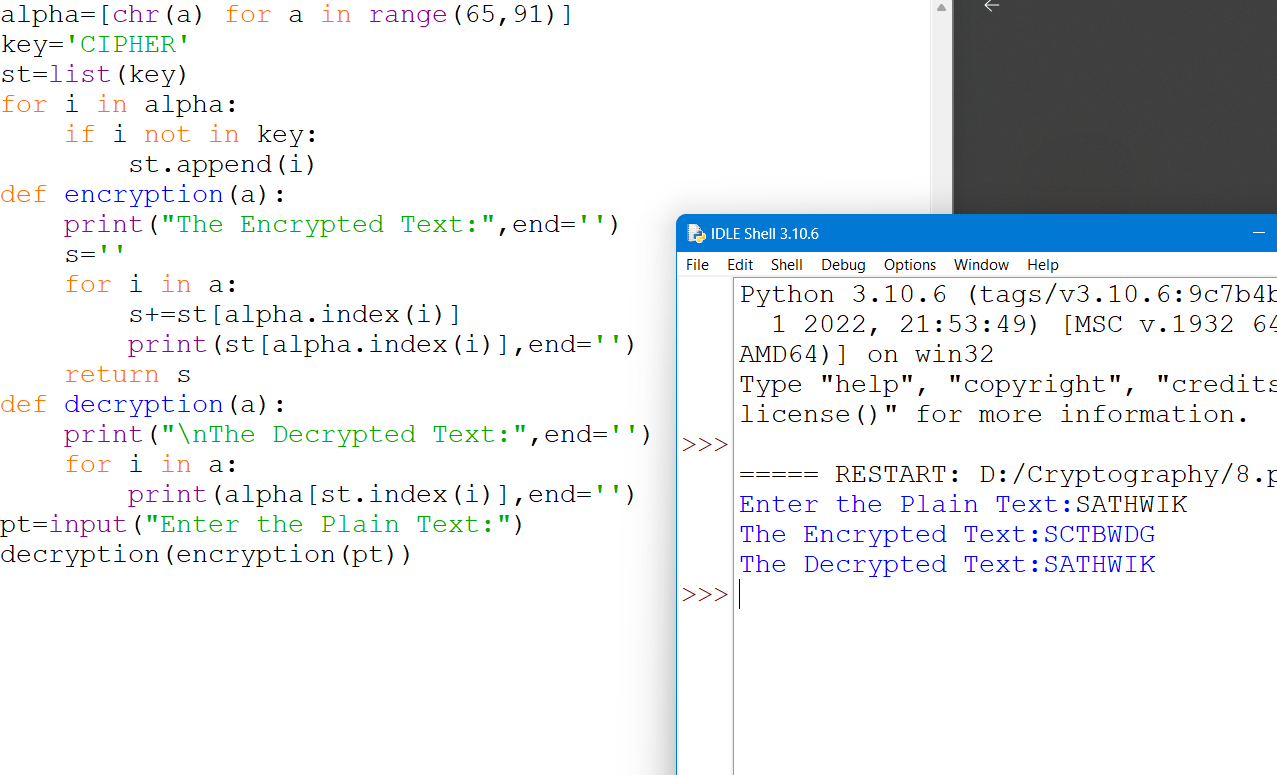 alpha=[chr(a) for a in range(65,91)]
key='CIPHER'
st=list(key)
for i in alpha:
    if i not in key:
        st.append(i)
def encryption(a):
    print("The Encrypted Text:",end='')
    s=''
    for i in a:
        s+=st[alpha.index(i)]
        print(st[alpha.index(i)],end='')
    return s
def decryption(a):
    print("\nThe Decrypted Text:",end='')
    for i in a:
        print(alpha[st.index(i)],end='')
pt=input("Enter the Plain Text:")
decryption(encryption(pt))
IDLE Shell 3.10.6
File Edit Shell Debug Options Window Help
Python 3.10.6 (tags/v3.10.6:9c7b4b
  1 2022, 21:53:49) [MSC v.1932 64
AMD64)] on win32
Type "help", "copyright", "credits
license()" for more information.
>>>
===== RESTART: D:/Cryptography/8.p
Enter the Plain Text:SATHWIK
The Encrypted Text:SCTBWDG
The Decrypted Text:SATHWIK
>>>